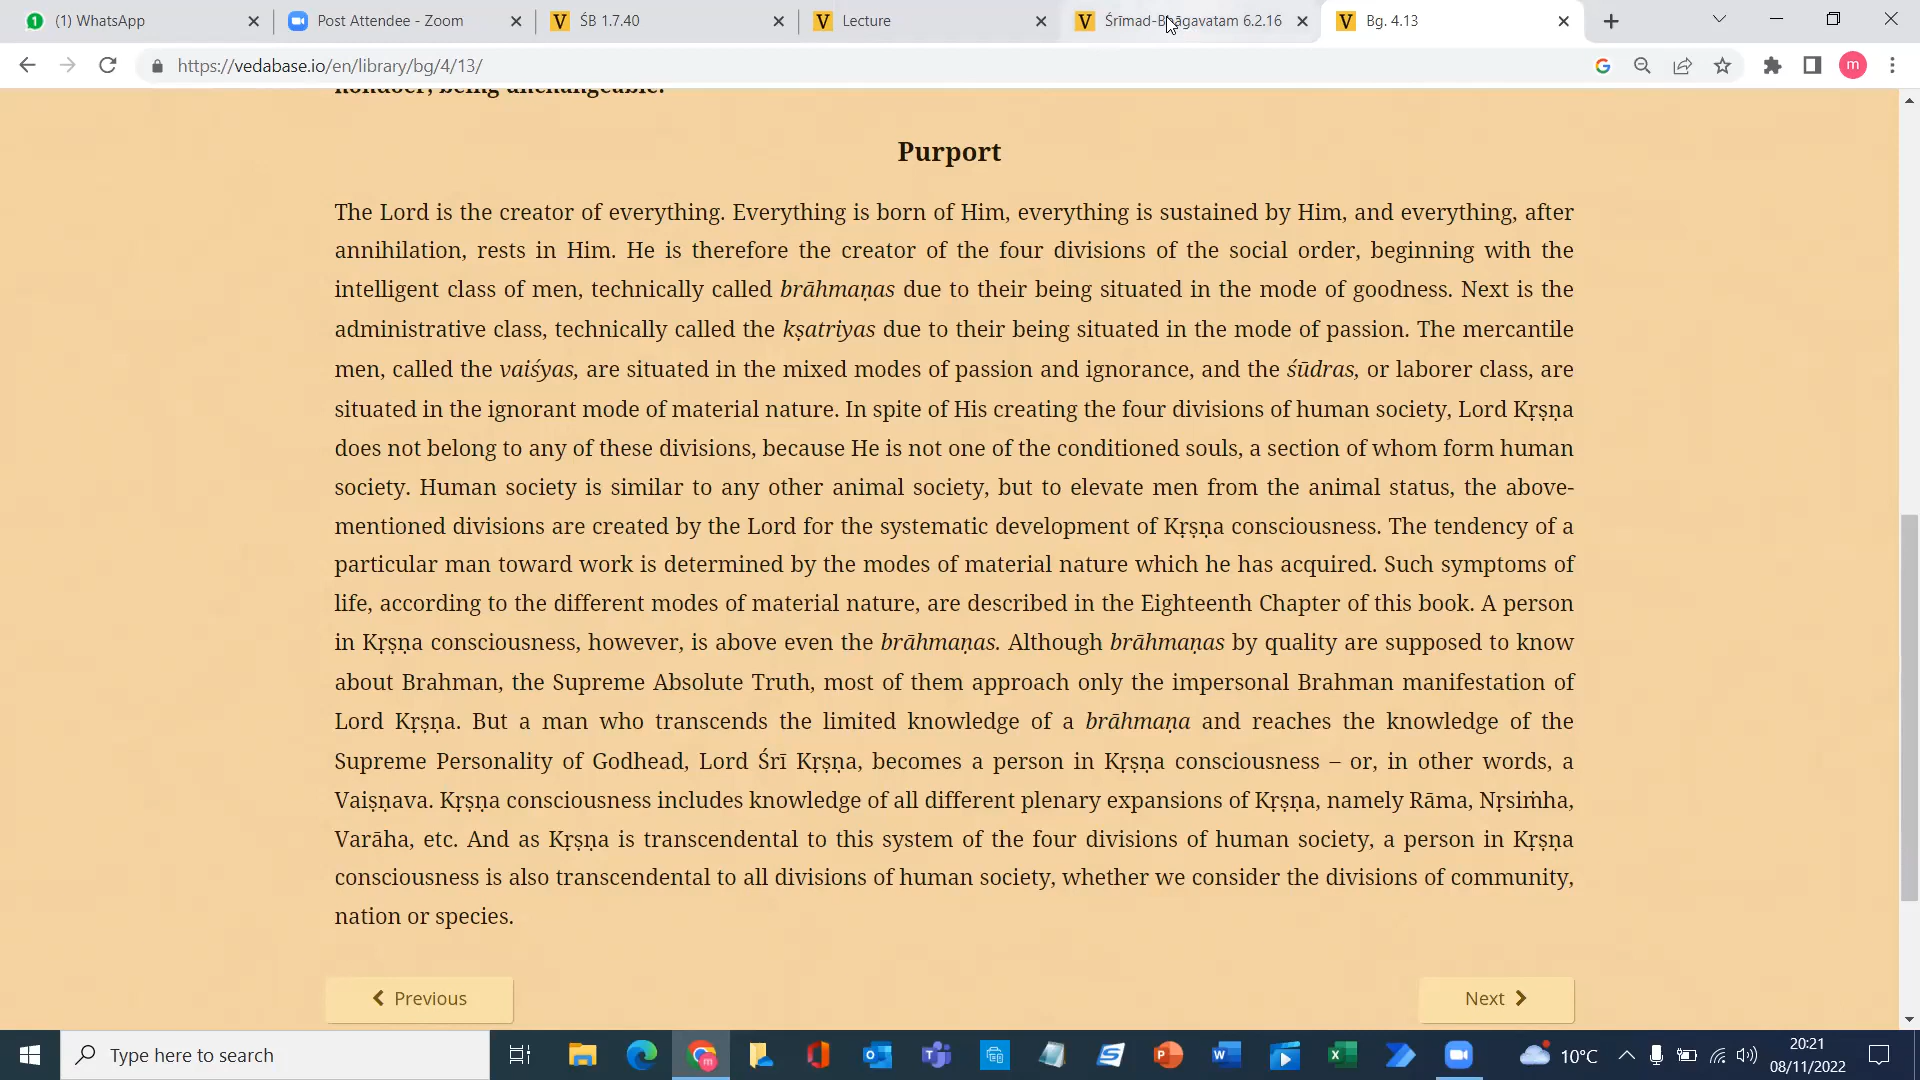 (1) WhatsApp
Post Attendee - Zoom
ŚB 1.7.40
Lecture
Śrīmad-Bhāgavatam 6.2.16
Bg. 4.13
https://vedabase.io/en/library/bg/4/13/
m
nondoer, being unchangeable.
Purport
The Lord is the creator of everything. Everything is born of Him, everything is sustained by Him, and everything, after
annihilation, rests in Him. He is therefore the creator of the four divisions of the social order, beginning with the
intelligent class of men, technically called brāhmaṇas due to their being situated in the mode of goodness. Next is the
administrative class, technically called the kṣatriyas due to their being situated in the mode of passion. The mercantile
men, called the vaiśyas, are situated in the mixed modes of passion and ignorance, and the śūdras, or laborer class, are
situated in the ignorant mode of material nature. In spite of His creating the four divisions of human society, Lord Kṛṣṇa
does not belong to any of these divisions, because He is not one of the conditioned souls, a section of whom form human
society. Human society is similar to any other animal society, but to elevate men from the animal status, the above-
mentioned divisions are created by the Lord for the systematic development of Kṛṣṇa consciousness. The tendency of a
particular man toward work is determined by the modes of material nature which he has acquired. Such symptoms of
life, according to the different modes of material nature, are described in the Eighteenth Chapter of this book. A person
in Kṛṣṇa consciousness, however, is above even the brāhmaṇas. Although brāhmaṇas by quality are supposed to know
about Brahman, the Supreme Absolute Truth, most of them approach only the impersonal Brahman manifestation of
Lord Kṛṣṇa. But a man who transcends the limited knowledge of a brāhmaṇa and reaches the knowledge of the
Supreme Personality of Godhead, Lord Śrī Kṛṣṇa, becomes a person in Kṛṣṇa consciousness – or, in other words, a
Vaiṣṇava. Kṛṣṇa consciousness includes knowledge of all different plenary expansions of Kṛṣṇa, namely Rāma, Nṛsiṁha,
Varāha, etc. And as Kṛṣṇa is transcendental to this system of the four divisions of human society, a person in Kṛṣṇa
consciousness is also transcendental to all divisions of human society, whether we consider the divisions of community,
nation or species.
Previous
Next
Type here to search
10°C
20:21
08/11/2022